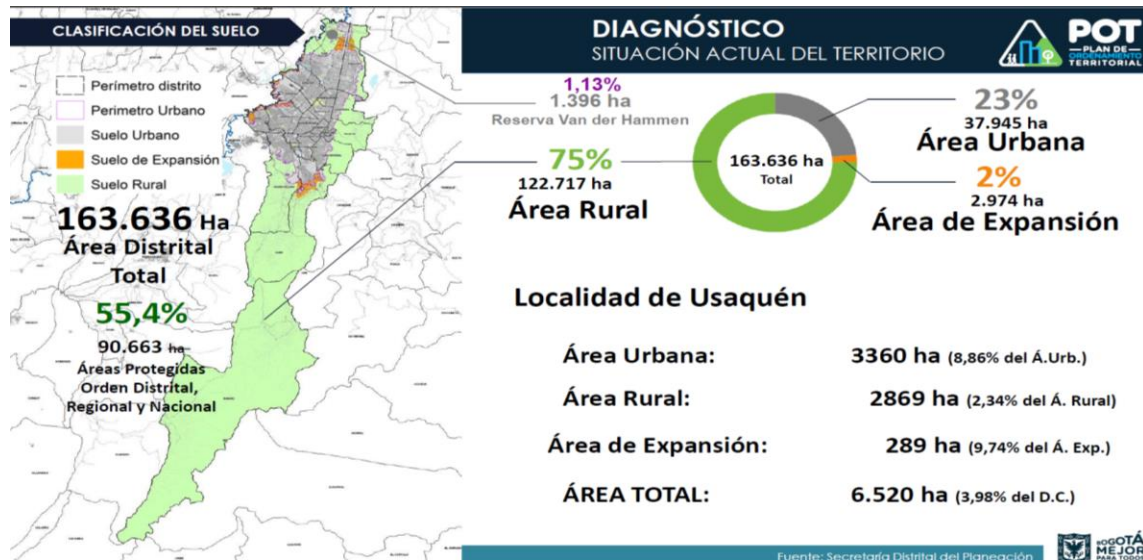 CLASIFICACIÓN DEL SUELO
Perímetro distrito
Perimetro Urbano
Suelo Urbano
Suelo de Expansión
Suelo Rural
163.636 Ha
Área Distrital
Total
55,4%
90.663 ha
Áreas Protegidas
Orden Distrital,
Regional y Nacional
DIAGNÓSTICO
SITUACIÓN ACTUAL DEL TERRITORIO
POT
PLAN DE
ORDENAMIENTO
TERRITORIAL
1,13%
1.396 ha
Reserva Van der Hammen
75%
122.717 ha
Área Rural
163.636 ha
Total
23%
37.945 ha
Área Urbana
2%
2.974 ha
Área de Expansión
Localidad de Usaquén
Área Urbana: 3360 ha (8,86% del Á.Urb.)
Área Rural: 2869 ha (2,34% del Á. Rural)
Área de Expansión: 289 ha (9,74% del Á. Exp.)
ÁREA TOTAL: 6.520 ha (3,98% del D.C.)
Fuente: Secretaría Distrital del Planeación
BOGOTÁ
MEJOR
PARA TODOS